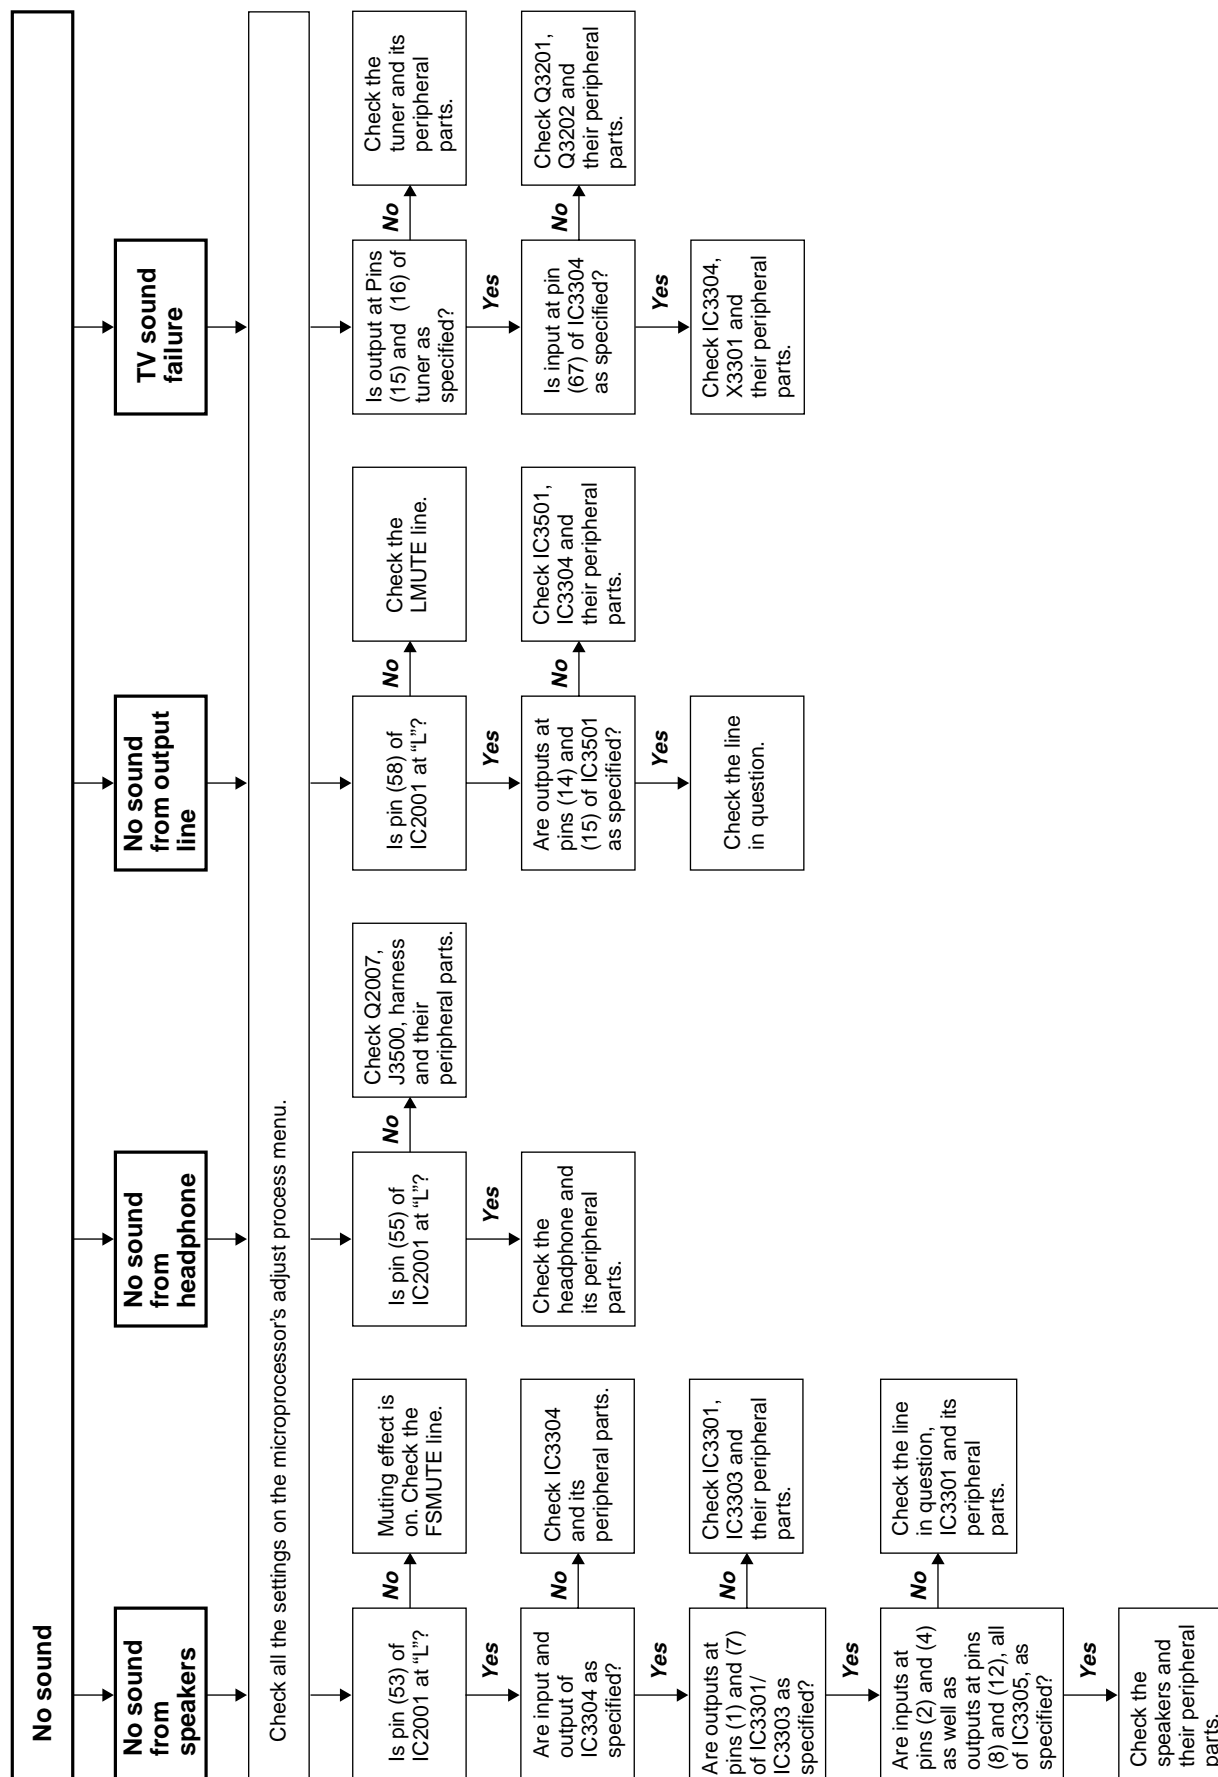 No sound
No sound
from
speakers
No sound
from
headphone
No sound
from output
line
TV sound
failure
Check all the settings on the microprocessor’s adjust process menu.
Is pin (53) of
IC2001 at “L”?
No
Muting effect is
on. Check the
FSMUTE line.
Yes
Are input and
output of
IC3304 as
specified?
No
Check IC3304
and its
peripheral parts.
Yes
Are outputs at
pins (1) and (7)
of IC3301/
IC3303 as
specified?
No
Check IC3301,
IC3303 and
their peripheral
parts.
Yes
Are inputs at
pins (2) and (4)
as well as
outputs at pins
(8) and (12), all
of IC3305, as
specified?
No
Check the line
in question,
IC3301 and its
peripheral
parts.
Yes
Check the
speakers and
their peripheral
parts.
Is pin (55) of
IC2001 at “L”?
No
Check Q2007,
J3500, harness
and their
peripheral parts.
Yes
Check the
headphone and
its peripheral
parts.
Is pin (58) of
IC2001 at “L”?
No
Check the
LMUTE line.
Yes
Are outputs at
pins (14) and
(15) of IC3501
as specified?
No
Check IC3501,
IC3304 and
their peripheral
parts.
Yes
Check the line
in question.
Is output at Pins
(15) and (16) of
tuner as
specified?
No
Check the
tuner and its
peripheral
parts.
Yes
Is input at pin
(67) of IC3304
as specified?
No
Check Q3201,
Q3202 and
their peripheral
parts.
Yes
Check IC3304,
X3301 and
their peripheral
parts.